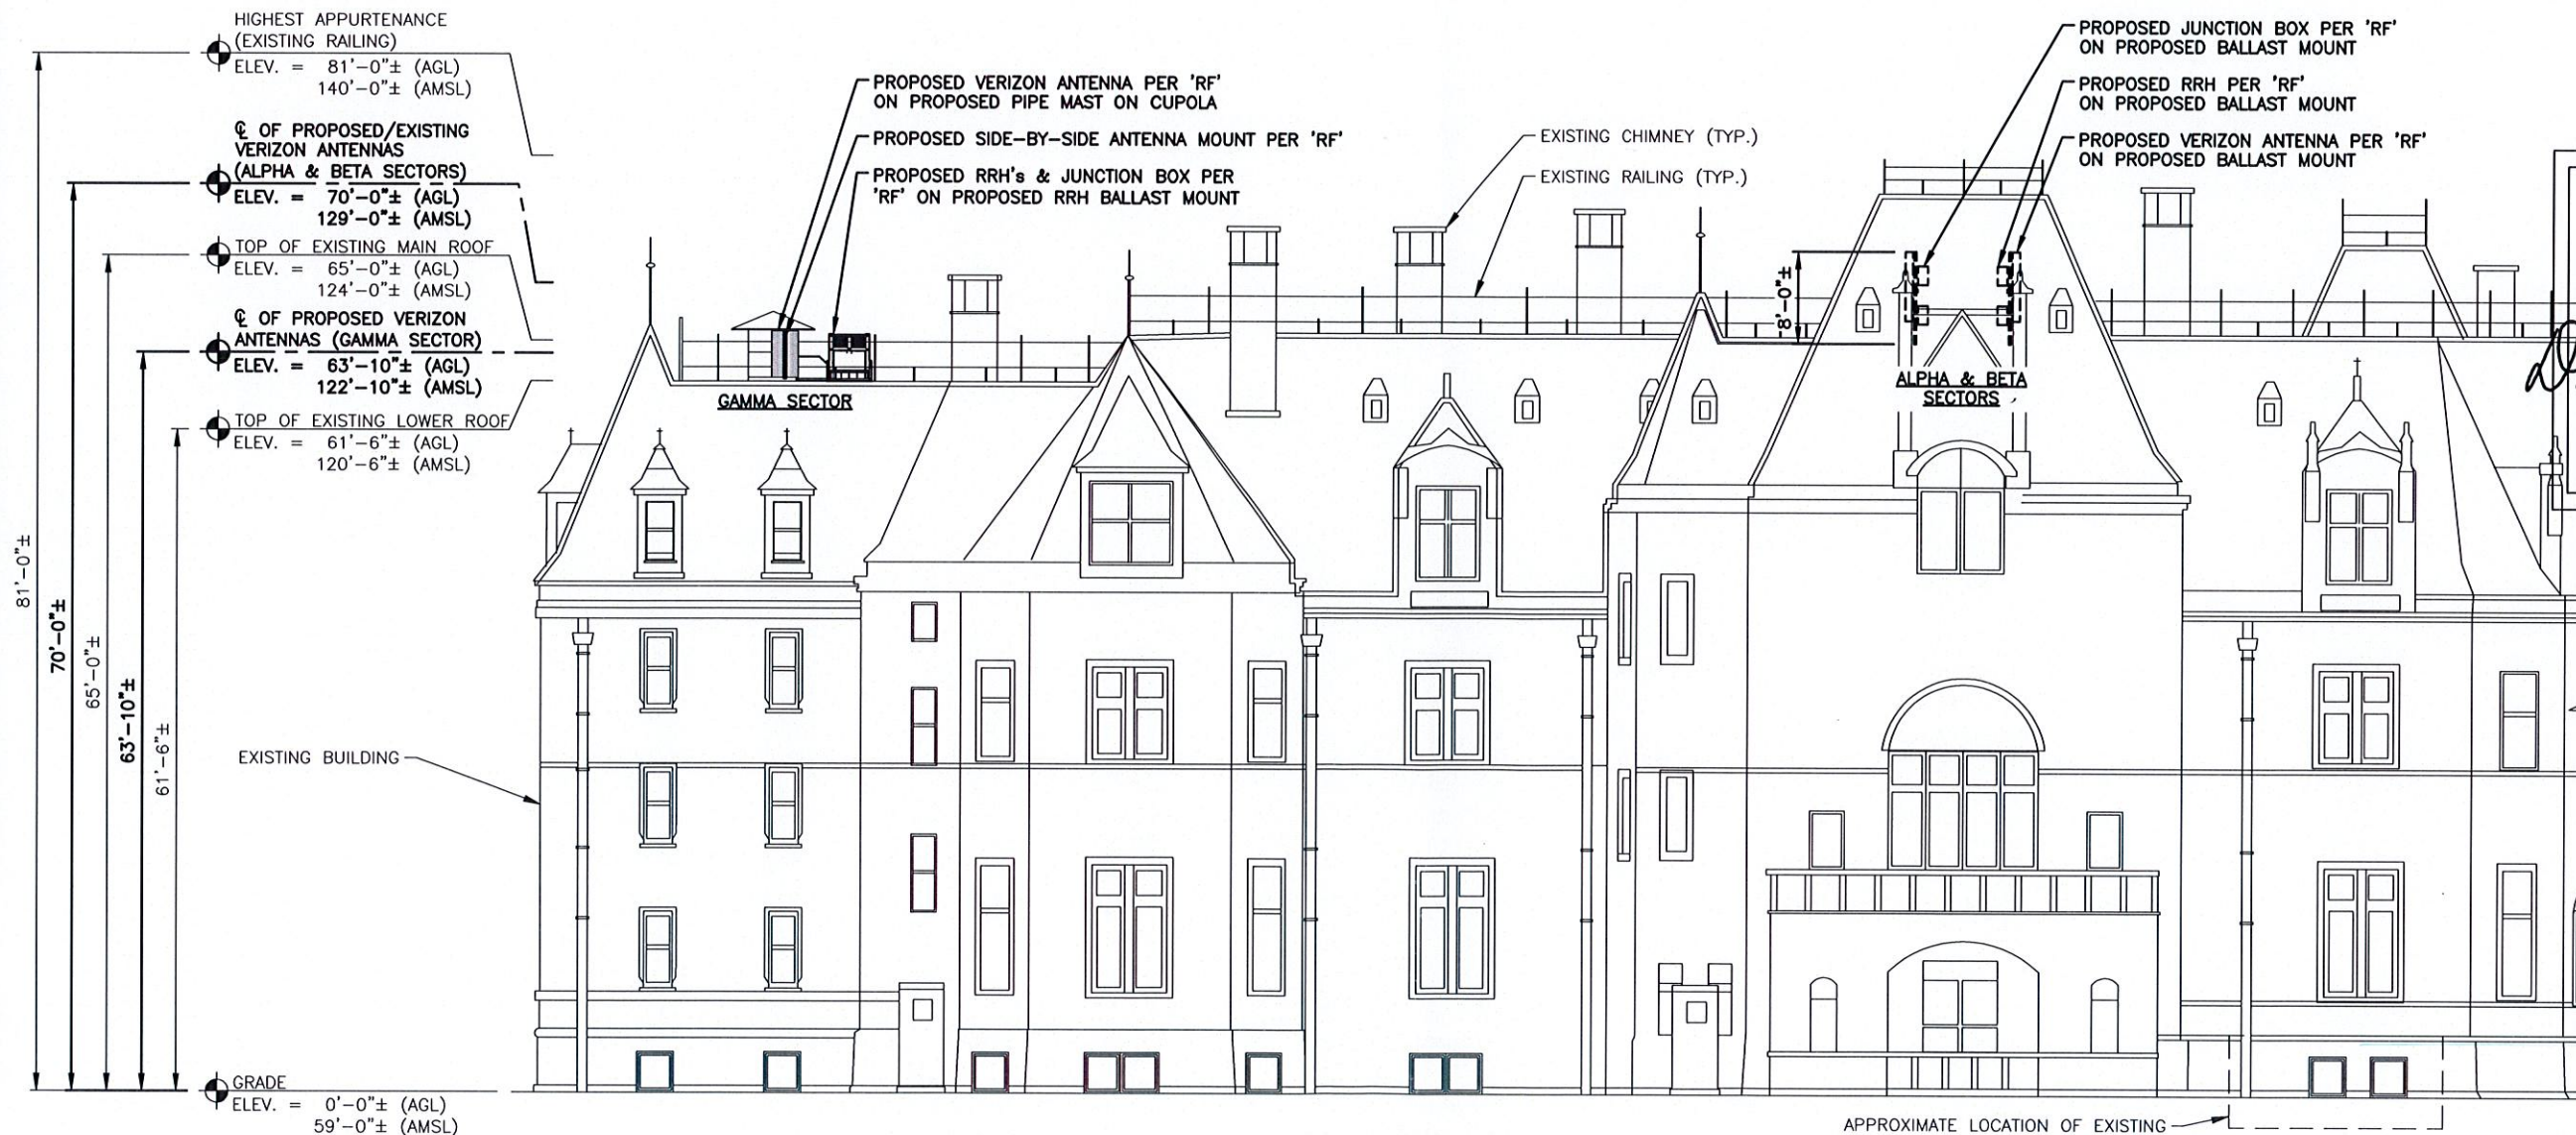 HIGHEST APPURTENANCE
(EXISTING RAILING)
ELEV. = 81'-0"± (AGL)
140'-0"± (AMSL)
℄ OF PROPOSED/EXISTING
VERIZON ANTENNAS
(ALPHA & BETA SECTORS)
ELEV. = 70'-0"± (AGL)
129'-0"± (AMSL)
TOP OF EXISTING MAIN ROOF
ELEV. = 65'-0"± (AGL)
124'-0"± (AMSL)
℄ OF PROPOSED VERIZON
ANTENNAS (GAMMA SECTOR)
ELEV. = 63'-10"± (AGL)
122'-10"± (AMSL)
TOP OF EXISTING LOWER ROOF
ELEV. = 61'-6"± (AGL)
120'-6"± (AMSL)
81'-0"±
70'-0"±
65'-0"±
63'-10"±
61'-6"±
EXISTING BUILDING
GRADE
ELEV. = 0'-0"± (AGL)
59'-0"± (AMSL)
PROPOSED VERIZON ANTENNA PER 'RF'
ON PROPOSED PIPE MAST ON CUPOLA
PROPOSED SIDE-BY-SIDE ANTENNA MOUNT PER 'RF'
PROPOSED RRH's & JUNCTION BOX PER
'RF' ON PROPOSED RRH BALLAST MOUNT
GAMMA SECTOR
EXISTING CHIMNEY (TYP.)
EXISTING RAILING (TYP.)
PROPOSED JUNCTION BOX PER 'RF'
ON PROPOSED BALLAST MOUNT
PROPOSED RRH PER 'RF'
ON PROPOSED BALLAST MOUNT
PROPOSED VERIZON ANTENNA PER 'RF'
ON PROPOSED BALLAST MOUNT
8'-0"±
ALPHA & BETA
SECTORS
APPROXIMATE LOCATION OF EXISTING